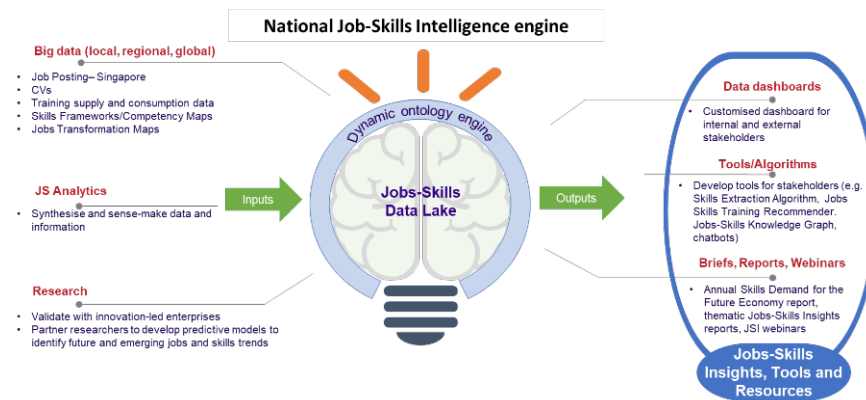 National Job-Skills Intelligence engine
Big data (local, regional, global)
• Job Posting– Singapore
• CVs
• Training supply and consumption data
• Skills Frameworks/Competency Maps
• Jobs Transformation Maps
JS Analytics
• Synthesise and sense-make data and
information
Research
• Validate with innovation-led enterprises
• Partner researchers to develop predictive models to
identify future and emerging jobs and skills trends
Inputs
Dynamic ontology engine
Jobs-Skills
Data Lake
Outputs
Data dashboards
• Customised dashboard for
internal and external
stakeholders
Tools/Algorithms
• Develop tools for stakeholders (e.g.
Skills Extraction Algorithm, Jobs
Skills Training Recommender.
Jobs-Skills Knowledge Graph,
chatbots)
Briefs, Reports, Webinars
• Annual Skills Demand for the
Future Economy report,
thematic Jobs-Skills Insights
reports, JSI webinars
Jobs-Skills
Insights, Tools and
Resources